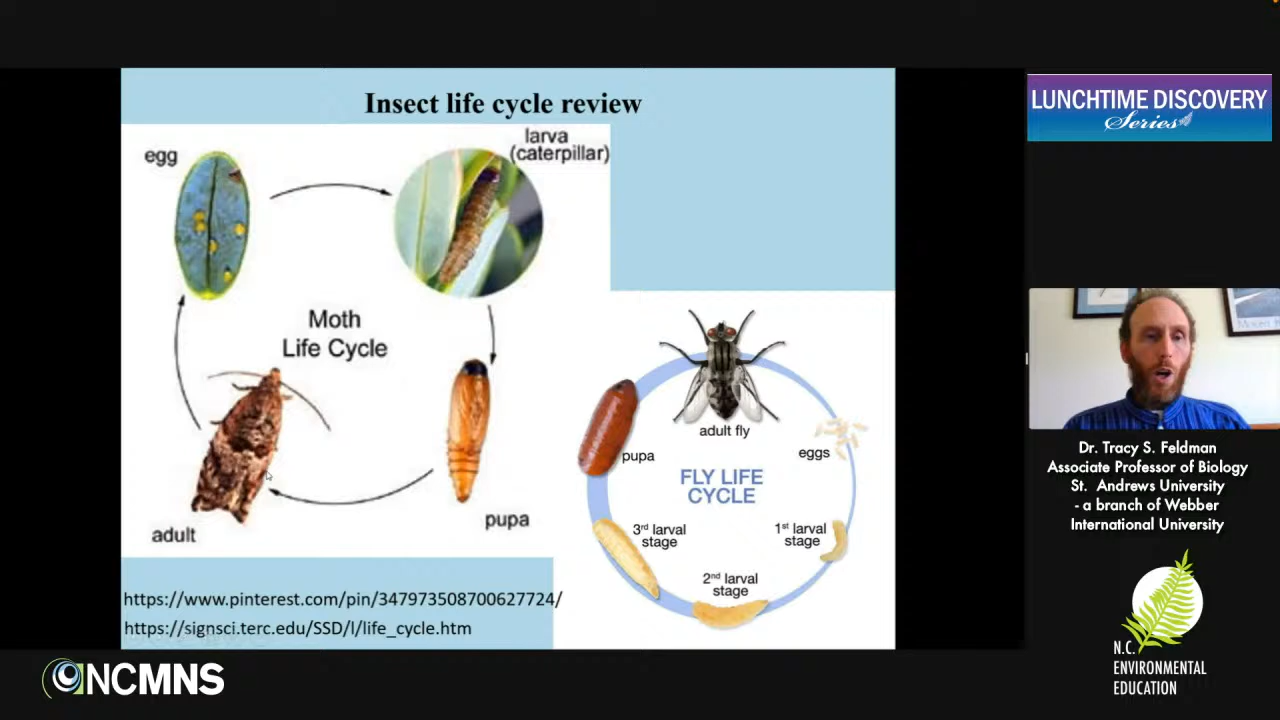 Insect life cycle review
egg
larva
(caterpillar)
Moth
Life Cycle
adult
pupa
adult fly
pupa
eggs
FLY LIFE
CYCLE
3rd larval
stage
1st larval
stage
2nd larval
stage
https://www.pinterest.com/pin/347973508700627724/
https://signsci.terc.edu/SSD/l/life_cycle.htm
LUNCHTIME DISCOVERY
Series
Dr. Tracy S. Feldman
Associate Professor of Biology
St. Andrews University
- a branch of Webber
International University
N.C.
ENVIRONMENTAL
EDUCATION
NCMNS